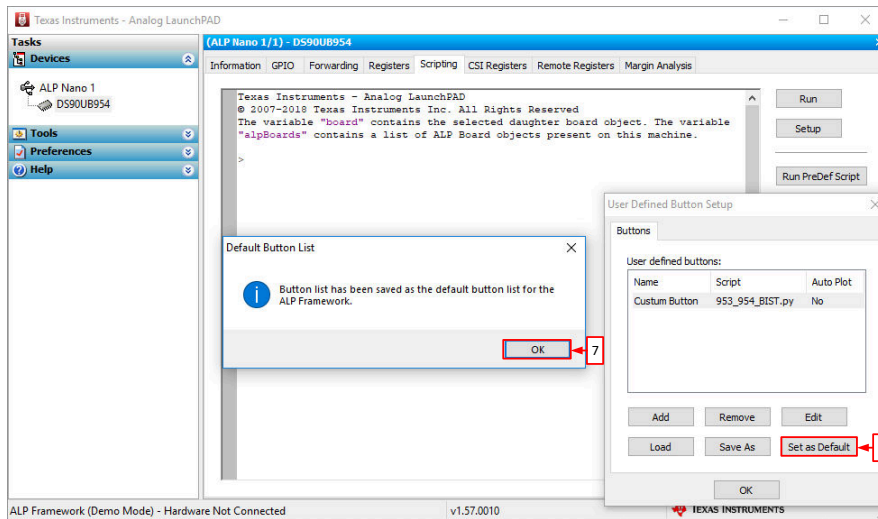 Texas Instruments - Analog LaunchPAD
Tasks
Devices
ALP Nano 1
DS90UB954
Tools
Preferences
Help
(ALP Nano 1/1) - DS90UB954
Information GPIO Forwarding Registers Scripting CSI Registers Remote Registers Margin Analysis
Texas Instruments - Analog LaunchPAD
© 2007-2018 Texas Instruments Inc. All Rights Reserved
The variable "board" contains the selected daughter board object. The variable
"alpBoards" contains a list of ALP Board objects present on this machine.
>
Run
Setup
Run PreDef Script
User Defined Button Setup
Buttons
User defined buttons:
Name Script Auto Plot
Custum Button 953_954_BIST.py No
Add Remove Edit
Load Save As Set as Default
OK
Default Button List
Button list has been saved as the default button list for the
ALP Framework.
OK
7
ALP Framework (Demo Mode) - Hardware Not Connected
v1.57.0010
TEXAS INSTRUMENTS